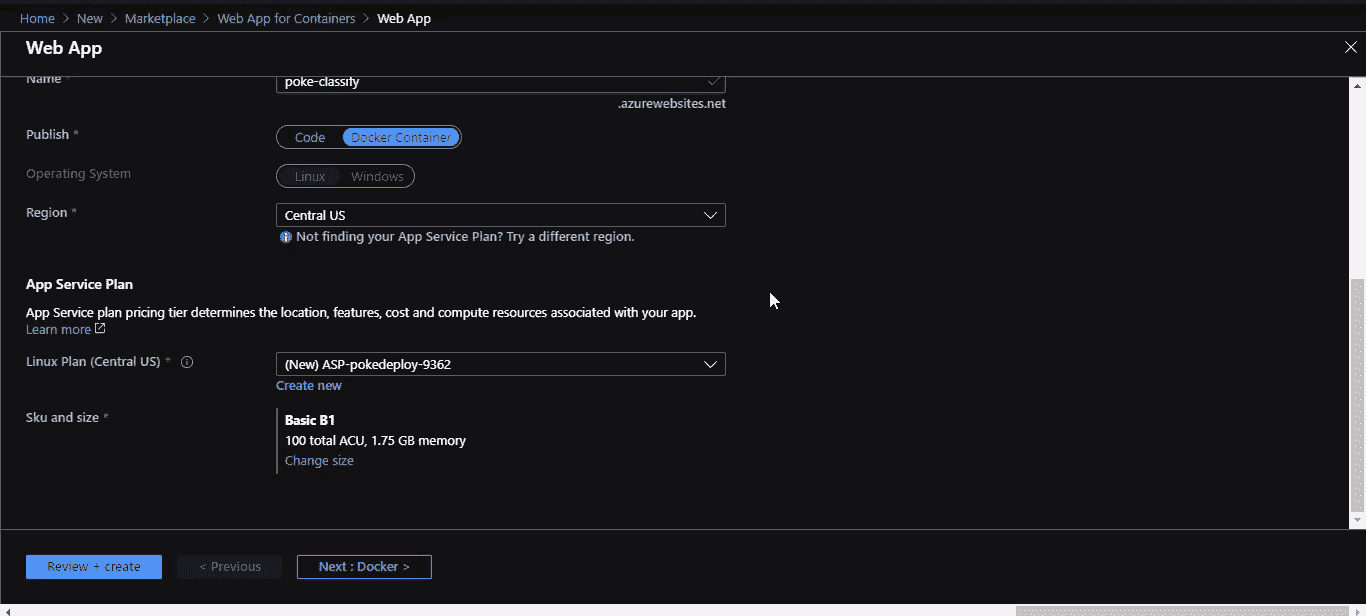 Home > New > Marketplace > Web App for Containers > Web App
Web App
Name *
poke-classify
.azurewebsites.net
Publish *
Code
Docker Container
Operating System
Linux
Windows
Region *
Central US
Not finding your App Service Plan? Try a different region.
App Service Plan
App Service plan pricing tier determines the location, features, cost and compute resources associated with your app.
Learn more
Linux Plan (Central US) *
(New) ASP-pokedeploy-9362
Create new
Sku and size *
Basic B1
100 total ACU, 1.75 GB memory
Change size
Review + create
< Previous
Next : Docker >